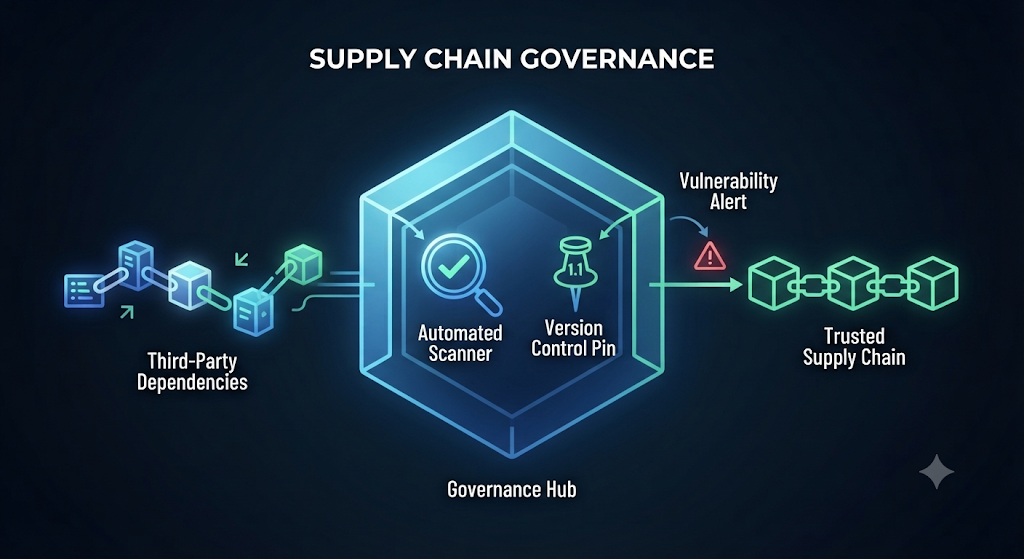 SUPPLY CHAIN GOVERNANCE
Vulnerability
Alert
1.1
Automated
Scanner
Version
Control Pin
Third-Party
Dependencies
Trusted
Supply Chain
Governance Hub